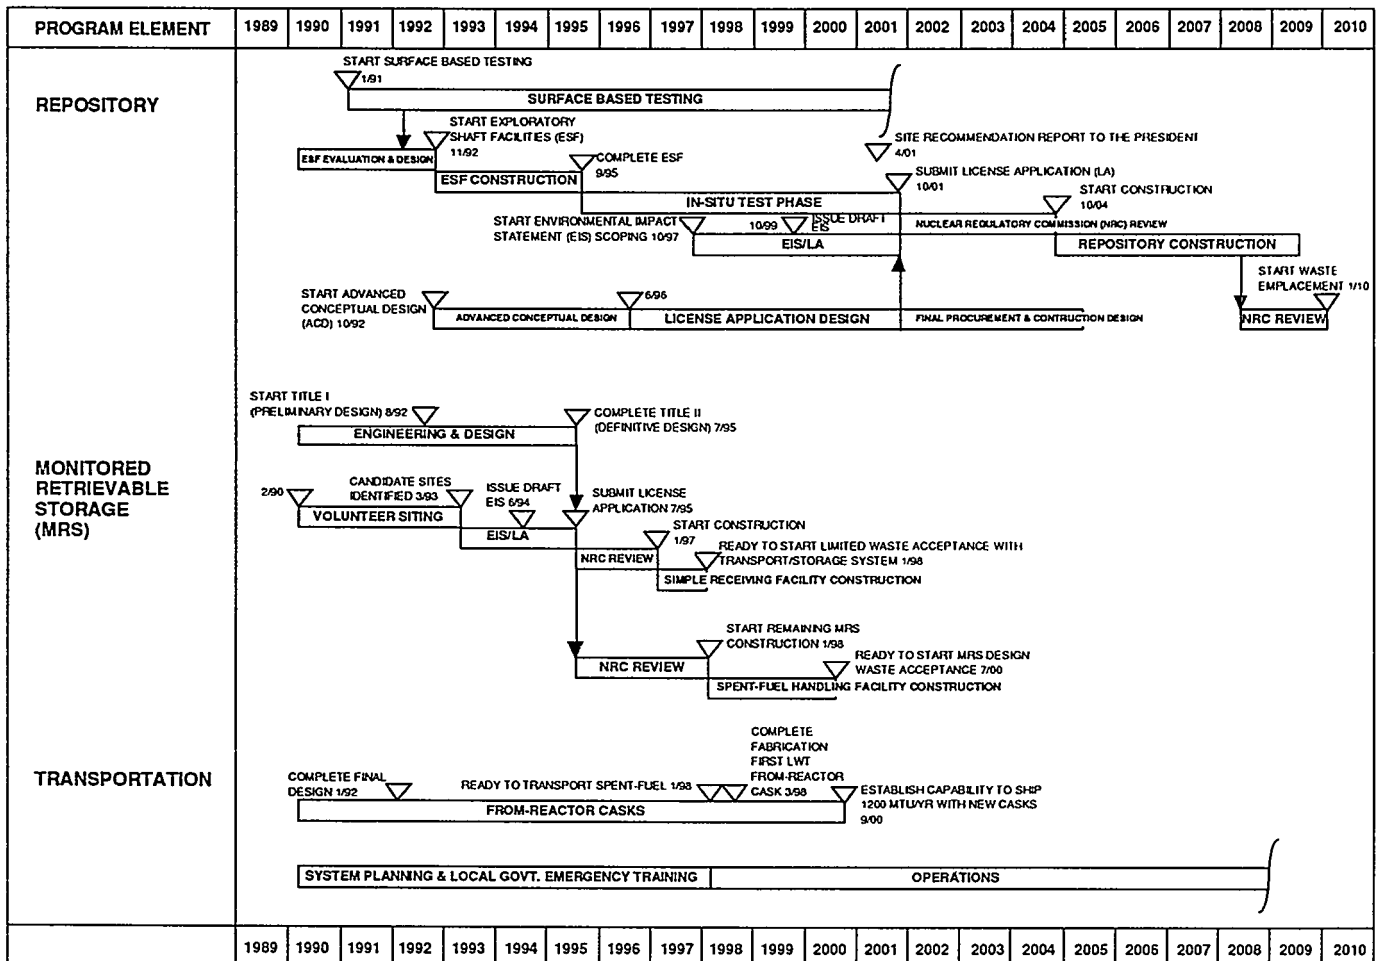 PROGRAM ELEMENT 1989 1990 1991 1992 1993 1994 1995 1996 1997 1998 1999 2000 2001 2002 2003 2004 2005 2006 2007 2008 2009 2010
REPOSITORY
START SURFACE BASED TESTING
1/91
SURFACE BASED TESTING
START EXPLORATORY
SHAFT FACILITIES (ESF)
11/92
ESF EVALUATION & DESIGN
ESF CONSTRUCTION
COMPLETE ESF
9/95
SITE RECOMMENDATION REPORT TO THE PRESIDENT
4/01
SUBMIT LICENSE APPLICATION (LA)
10/01
IN-SITU TEST PHASE
START CONSTRUCTION
10/04
START ENVIRONMENTAL IMPACT
STATEMENT (EIS) SCOPING 10/97
10/99
ISSUE DRAFT
EIS
NUCLEAR REGULATORY COMMISSION (NRC) REVIEW
EIS/LA
REPOSITORY CONSTRUCTION
START WASTE
EMPLACEMENT 1/10
START ADVANCED
CONCEPTUAL DESIGN
(ACD) 10/92
6/96
ADVANCED CONCEPTUAL DESIGN
LICENSE APPLICATION DESIGN
FINAL PROCUREMENT & CONTRUCTION DESIGN
NRC REVIEW
MONITORED
RETRIEVABLE
STORAGE
(MRS)
START TITLE I
(PRELIMINARY DESIGN) 8/92
ENGINEERING & DESIGN
COMPLETE TITLE II
(DEFINITIVE DESIGN) 7/95
2/90
CANDIDATE SITES
IDENTIFIED 3/93
VOLUNTEER SITING
ISSUE DRAFT
EIS 6/94
EIS/LA
SUBMIT LICENSE
APPLICATION 7/95
START CONSTRUCTION
1/97
NRC REVIEW
READY TO START LIMITED WASTE ACCEPTANCE WITH
TRANSPORT/STORAGE SYSTEM 1/98
SIMPLE RECEIVING FACILITY CONSTRUCTION
START REMAINING MRS
CONSTRUCTION 1/98
NRC REVIEW
READY TO START MRS DESIGN
WASTE ACCEPTANCE 7/00
SPENT-FUEL HANDLING FACILITY CONSTRUCTION
TRANSPORTATION
COMPLETE FINAL
DESIGN 1/92
READY TO TRANSPORT SPENT-FUEL 1/98
COMPLETE
FABRICATION
FIRST LWT
FROM-REACTOR
CASK 3/98
ESTABLISH CAPABILITY TO SHIP
1200 MTU/YR WITH NEW CASKS
9/00
FROM-REACTOR CASKS
SYSTEM PLANNING & LOCAL GOVT. EMERGENCY TRAINING
OPERATIONS
1989 1990 1991 1992 1993 1994 1995 1996 1997 1998 1999 2000 2001 2002 2003 2004 2005 2006 2007 2008 2009 2010